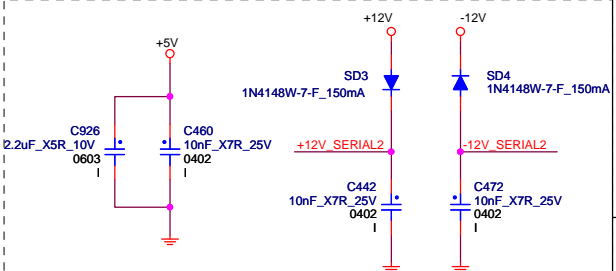 +5V
C926
2.2uF_X5R_10V
0603
I
C460
10nF_X7R_25V
0402
I
+12V
-12V
SD3
1N4148W-7-F_150mA
SD4
1N4148W-7-F_150mA
+12V_SERIAL2
-12V_SERIAL2
C442
10nF_X7R_25V
0402
I
C472
10nF_X7R_25V
0402
I